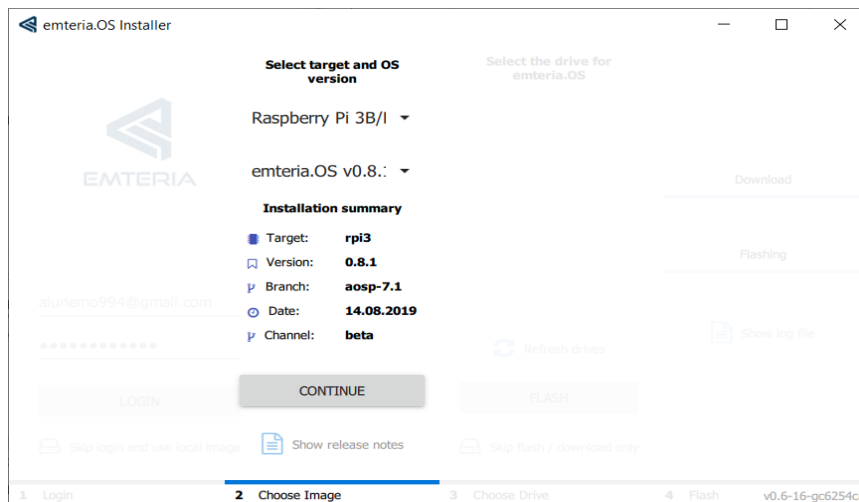 emteria.OS Installer
Select target and OS
version
Raspberry Pi 3B/
emteria.OS v0.8.
Installation summary
Target: rpi3
Version: 0.8.1
Branch: aosp-7.1
Date: 14.08.2019
Channel: beta
CONTINUE
Show release notes
EMTERIA
alunemo994@gmail.com
LOGIN
Skip login and use local image
Select the drive for
emteria.OS
Refresh drives
FLASH
Skip flash / download only
Download
Flashing
Show log file
1 Login
2 Choose Image
3 Choose Drive
4 Flash
v0.6-16-gc6254c